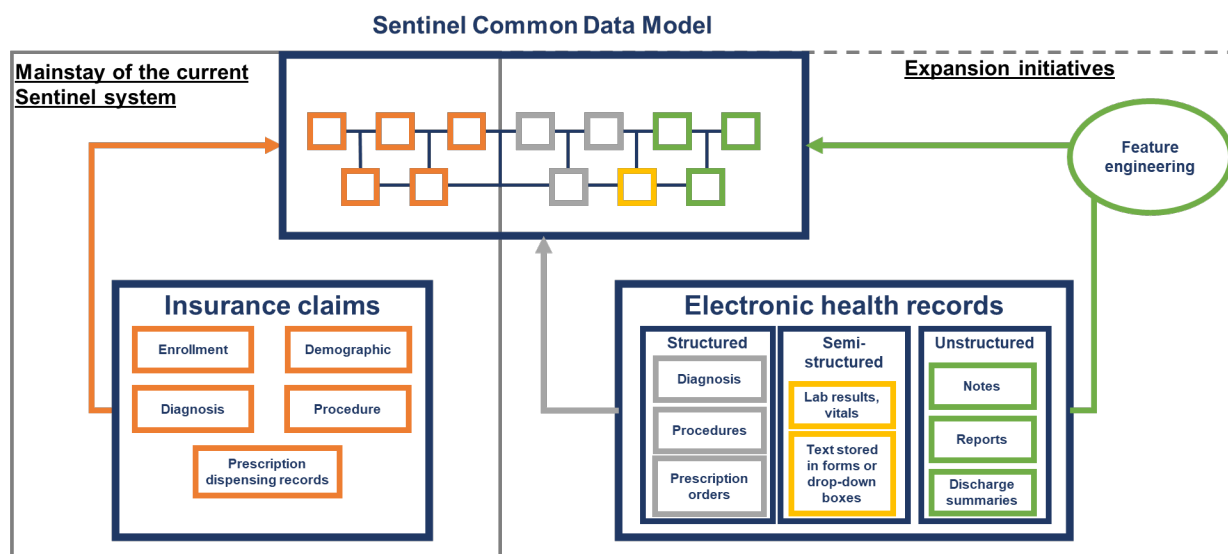 Sentinel Common Data Model
Mainstay of the current
Sentinel system
Expansion initiatives
Feature
engineering
Insurance claims
Enrollment
Demographic
Diagnosis
Procedure
Prescription
dispensing records
Electronic health records
Structured
Diagnosis
Procedures
Prescription
orders
Semi-
structured
Lab results,
vitals
Text stored
in forms or
drop-down
boxes
Unstructured
Notes
Reports
Discharge
summaries